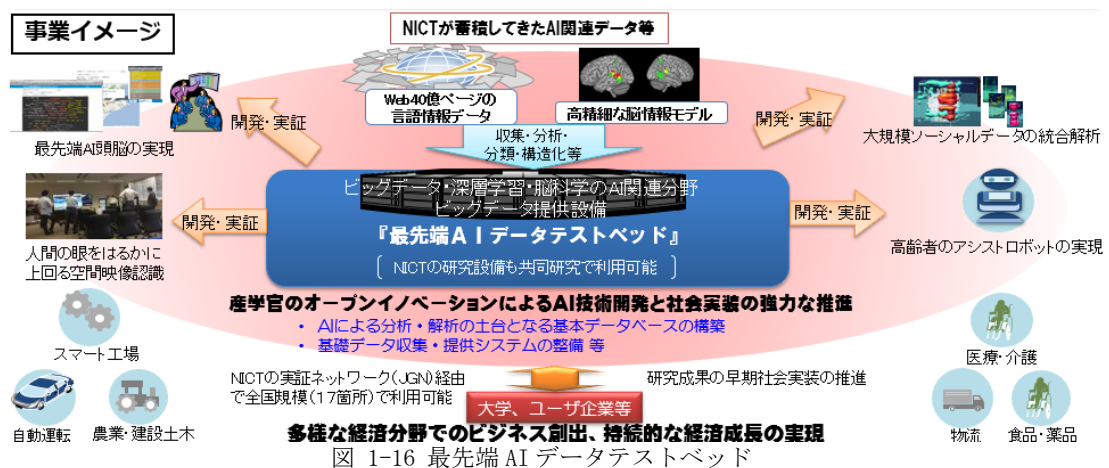 事業イメージ
NICTが蓄積してきたAI関連データ等
Web40億ページの
言語情報データ
高精細な脳情報モデル
開発・実証
開発・実証
最先端AI頭脳の実現
収集・分析・
分類・構造化等
大規模ソーシャルデータの統合解析
ビッグデータ・深層学習・脳科学のAI関連分野
ビッグデータ提供設備
『最先端AIデータテストベッド』
〔 NICTの研究設備も共同研究で利用可能 〕
開発・実証
開発・実証
人間の眼をはるかに
上回る空間映像認識
高齢者のアシストロボットの実現
産学官のオープンイノベーションによるAI技術開発と社会実装の強力な推進
・ AIによる分析・解析の土台となる基本データベースの構築
・ 基礎データ収集・提供システムの整備 等
スマート工場
医療・介護
NICTの実証ネットワーク(JGN)経由
で全国規模(17箇所)で利用可能
研究成果の早期社会実装の推進
大学、ユーザ企業等
自動運転
農業・建設土木
物流
食品・薬品
多様な経済分野でのビジネス創出、持続的な経済成長の実現
図 1-16 最先端 AI データテストベッド